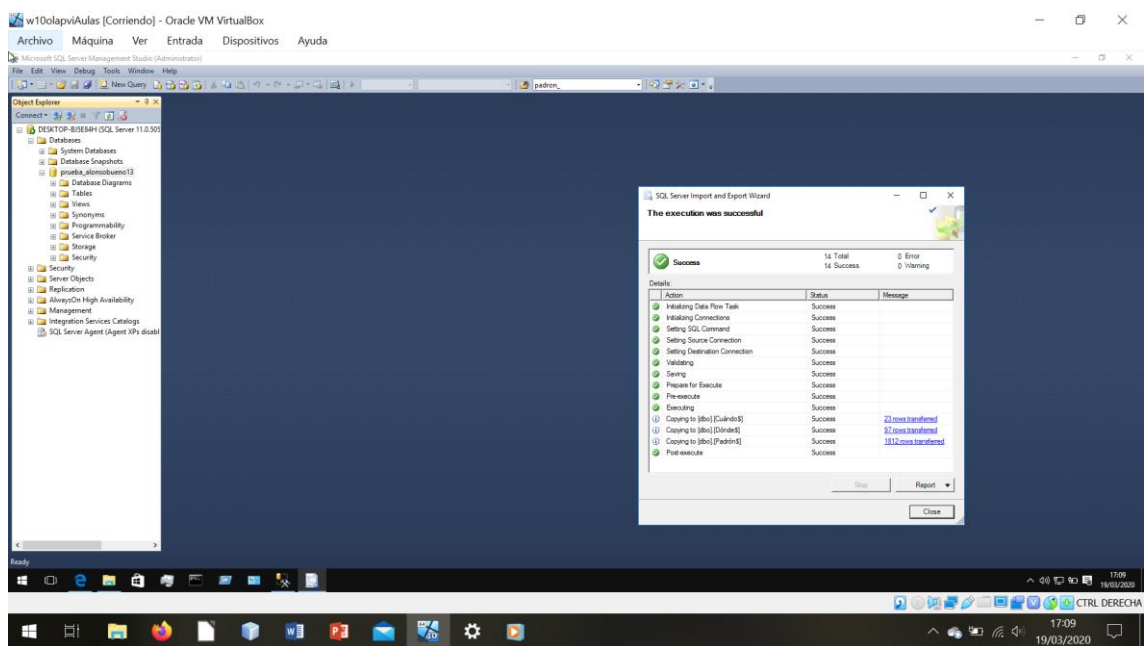 w10olapviAulas [Corriendo] - Oracle VM VirtualBox
Archivo Máquina Ver Entrada Dispositivos Ayuda
Microsoft SQL Server Management Studio (Administrator)
File Edit View Debug Tools Window Help
New Query
padron_
Object Explorer
Connect
DESKTOP-BJ5E84H (SQL Server 11.0.505
Databases
System Databases
Database Snapshots
prueba_alonsobueno13
Database Diagrams
Tables
Views
Synonyms
Programmability
Service Broker
Storage
Security
Security
Server Objects
Replication
AlwaysOn High Availability
Management
Integration Services Catalogs
SQL Server Agent (Agent XPs disabl
SQL Server Import and Export Wizard
The execution was successful
Success
14 Total 0 Error
14 Success 0 Warning
Details:
Action Status Message
Initializing Data Flow Task Success
Initializing Connections Success
Setting SQL Command Success
Setting Source Connection Success
Setting Destination Connection Success
Validating Success
Saving Success
Prepare for Execute Success
Pre-execute Success
Executing Success
Copying to [dbo].[Cuándo$] Success 23 rows transferred
Copying to [dbo].[Dónde$] Success 97 rows transferred
Copying to [dbo].[Padrón$] Success 1812 rows transferred
Post-execute Success
Stop Report
Close
Ready
17:09
19/03/2020
CTRL DERECHA
17:09
19/03/2020